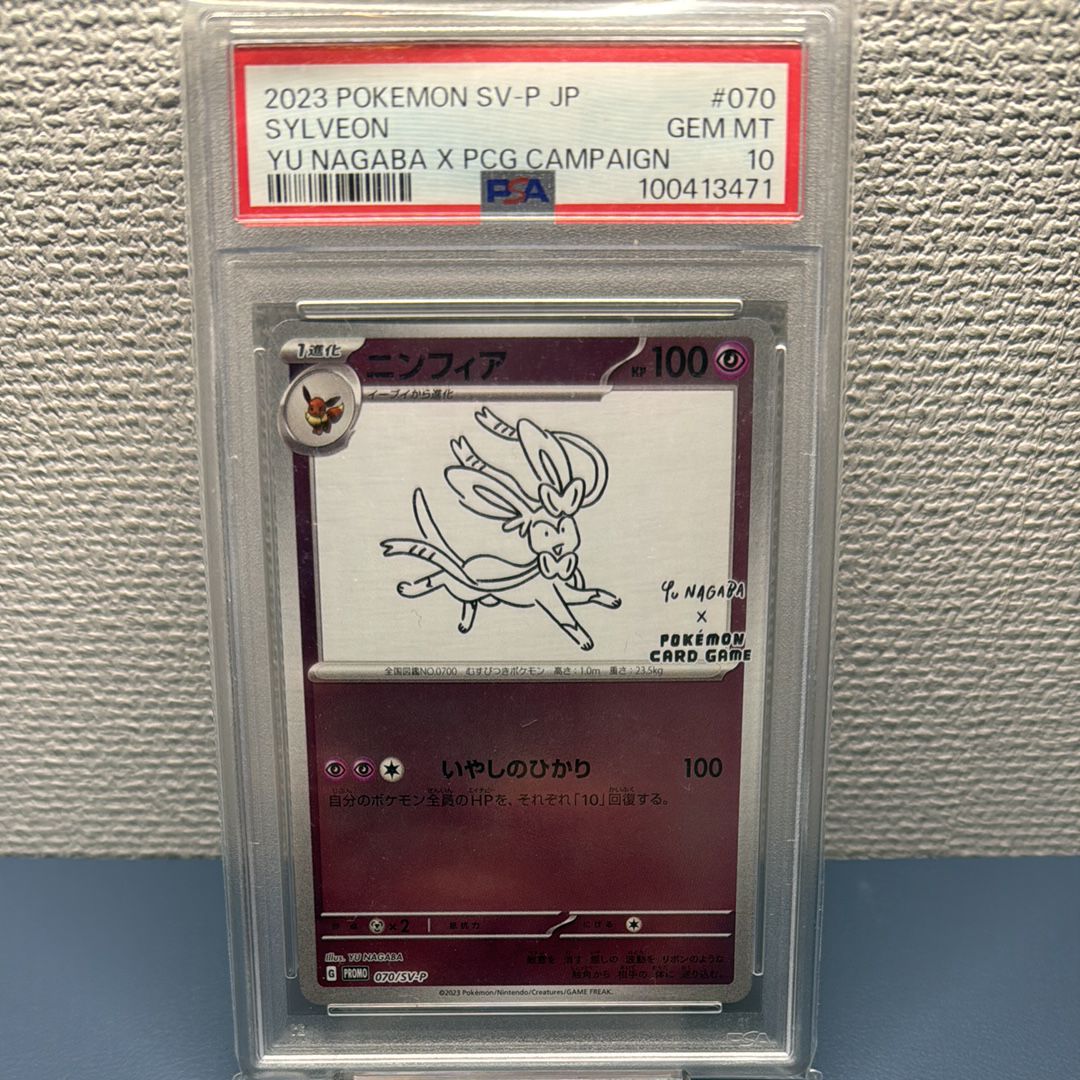 2023 POKEMON SV-P JP #070
SYLVEON GEM MT
YU NAGABA X PCG CAMPAIGN 10
PSA 100413471
1進化 ニンフィア HP 100
イーブイから進化
Yu NAGABA
×
POKÉMON
CARD GAME
全国図鑑NO.0700 むすびつきポケモン 高さ:1.0m 重さ:23.5kg
いやしのひかり 100
自分のポケモン全員のHPを、それぞれ「10」回復する。
×2 抵抗力 にげる
Illus. YU NAGABA
敵意を 消す 癒しの 波動を リボンのような
G PROMO 070/SV-P
触角から 相手の 体に 送り込む。
©2023 Pokémon/Nintendo/Creatures/GAME FREAK.
PSA